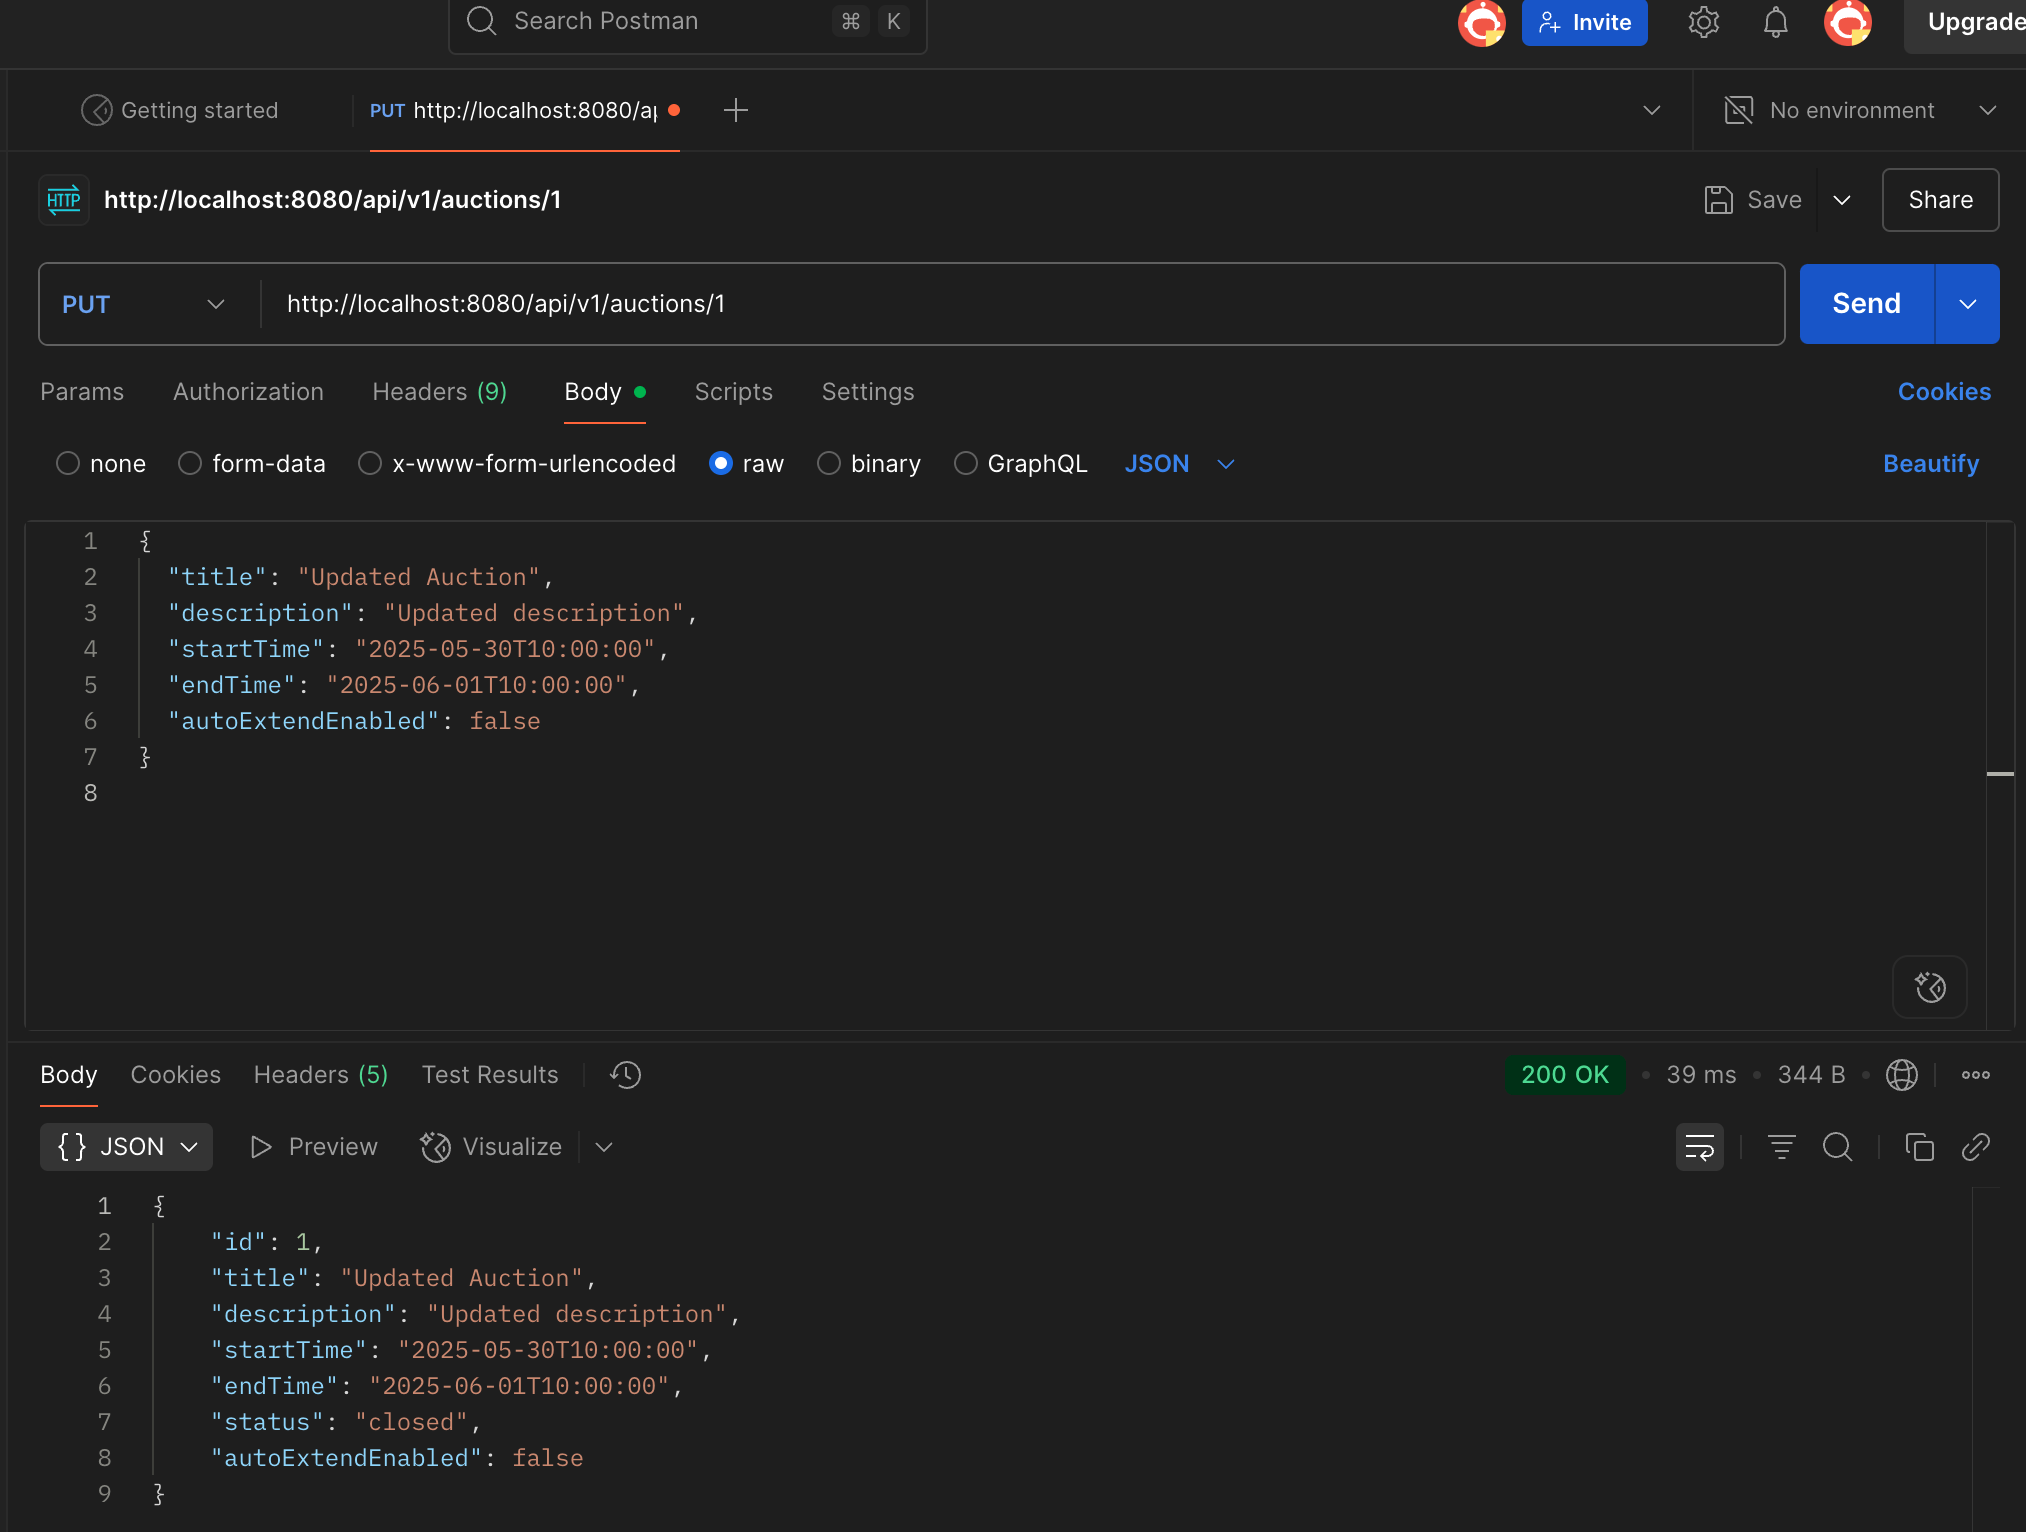 Search Postman ⌘ K Invite Upgrade
Getting started PUT http://localhost:8080/ap No environment
HTTP http://localhost:8080/api/v1/auctions/1 Save Share
PUT http://localhost:8080/api/v1/auctions/1 Send
Params Authorization Headers (9) Body Scripts Settings Cookies
none form-data x-www-form-urlencoded raw binary GraphQL JSON Beautify
1 {
2 "title": "Updated Auction",
3 "description": "Updated description",
4 "startTime": "2025-05-30T10:00:00",
5 "endTime": "2025-06-01T10:00:00",
6 "autoExtendEnabled": false
7 }
8
Body Cookies Headers (5) Test Results 200 OK • 39 ms • 344 B •
{} JSON Preview Visualize
1 {
2 "id": 1,
3 "title": "Updated Auction",
4 "description": "Updated description",
5 "startTime": "2025-05-30T10:00:00",
6 "endTime": "2025-06-01T10:00:00",
7 "status": "closed",
8 "autoExtendEnabled": false
9 }